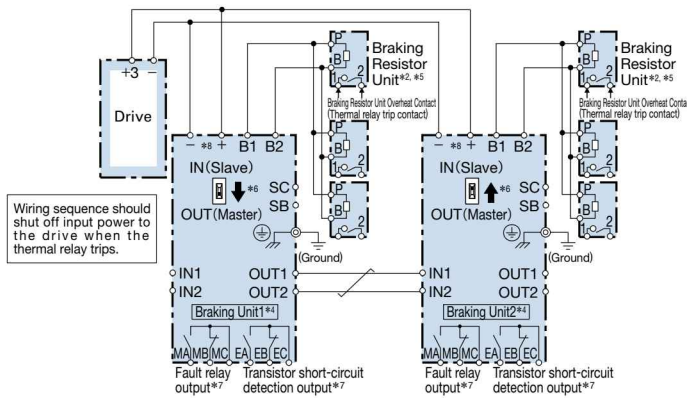 +3 −
Drive
Wiring sequence should
shut off input power to
the drive when the
thermal relay trips.
P
B
1 2
Braking
Resistor
Unit*2, *5
Braking Resistor Unit Overheat Contact
(Thermal relay trip contact)
P
B
1 2
P
B
1 2
− *8 + B1 B2
IN(Slave)
*6
OUT(Master)
SC
SB
(Ground)
IN1 OUT1
IN2 OUT2
Braking Unit1*4
MA MB MC EA EB EC
Fault relay
output*7
Transistor short-circuit
detection output*7
P
B
1 2
Braking
Resistor
Unit*2, *5
Braking Resistor Unit Overheat Conta
(Thermal relay trip contact)
P
B
1 2
P
B
1 2
− *8 + B1 B2
IN(Slave)
*6
OUT(Master)
SC
SB
(Ground)
IN1 OUT1
IN2 OUT2
Braking Unit2*4
MA MB MC EA EB EC
Fault relay
output*7
Transistor short-circuit
detection output*7